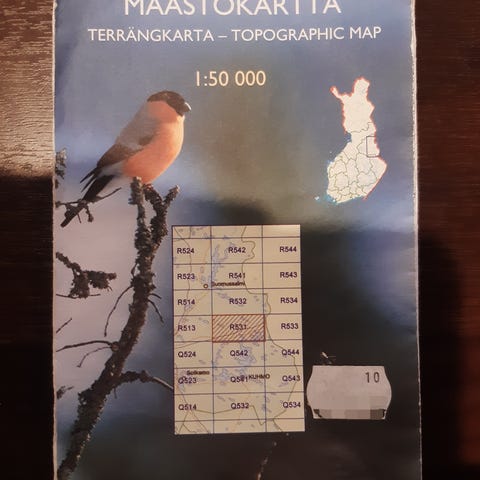 MAASTOKARTTA
TERRÄNGKARTA – TOPOGRAPHIC MAP
1:50 000
R524 R542 R544
R523 R541 R543
Suomussalmi
R514 R532 R534
R513 R531 R533
Q524 Q542 Q544
Sotkamo
Q523 Q541 KUHMO Q543
Q514 Q532 Q534
10